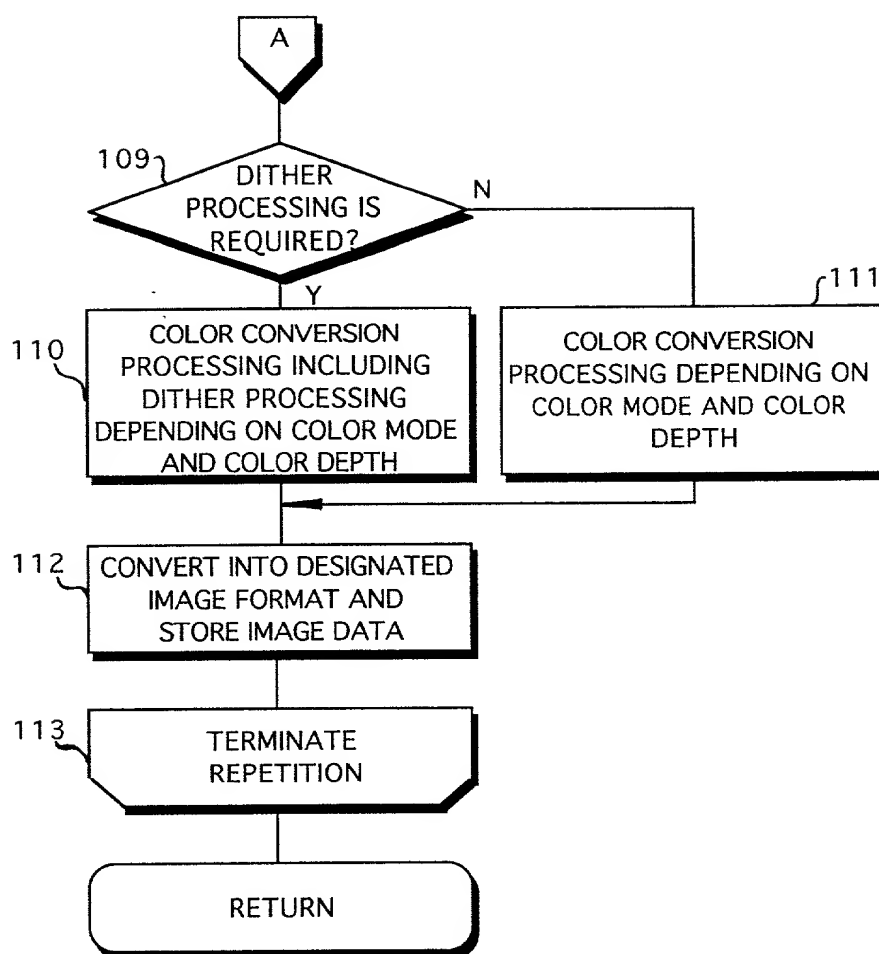 A
109
DITHER
PROCESSING IS
REQUIRED?
N
Y
110
COLOR CONVERSION
PROCESSING INCLUDING
DITHER PROCESSING
DEPENDING ON COLOR MODE
AND COLOR DEPTH
111
COLOR CONVERSION
PROCESSING DEPENDING ON
COLOR MODE AND COLOR
DEPTH
112
CONVERT INTO DESIGNATED
IMAGE FORMAT AND
STORE IMAGE DATA
113
TERMINATE
REPETITION
RETURN